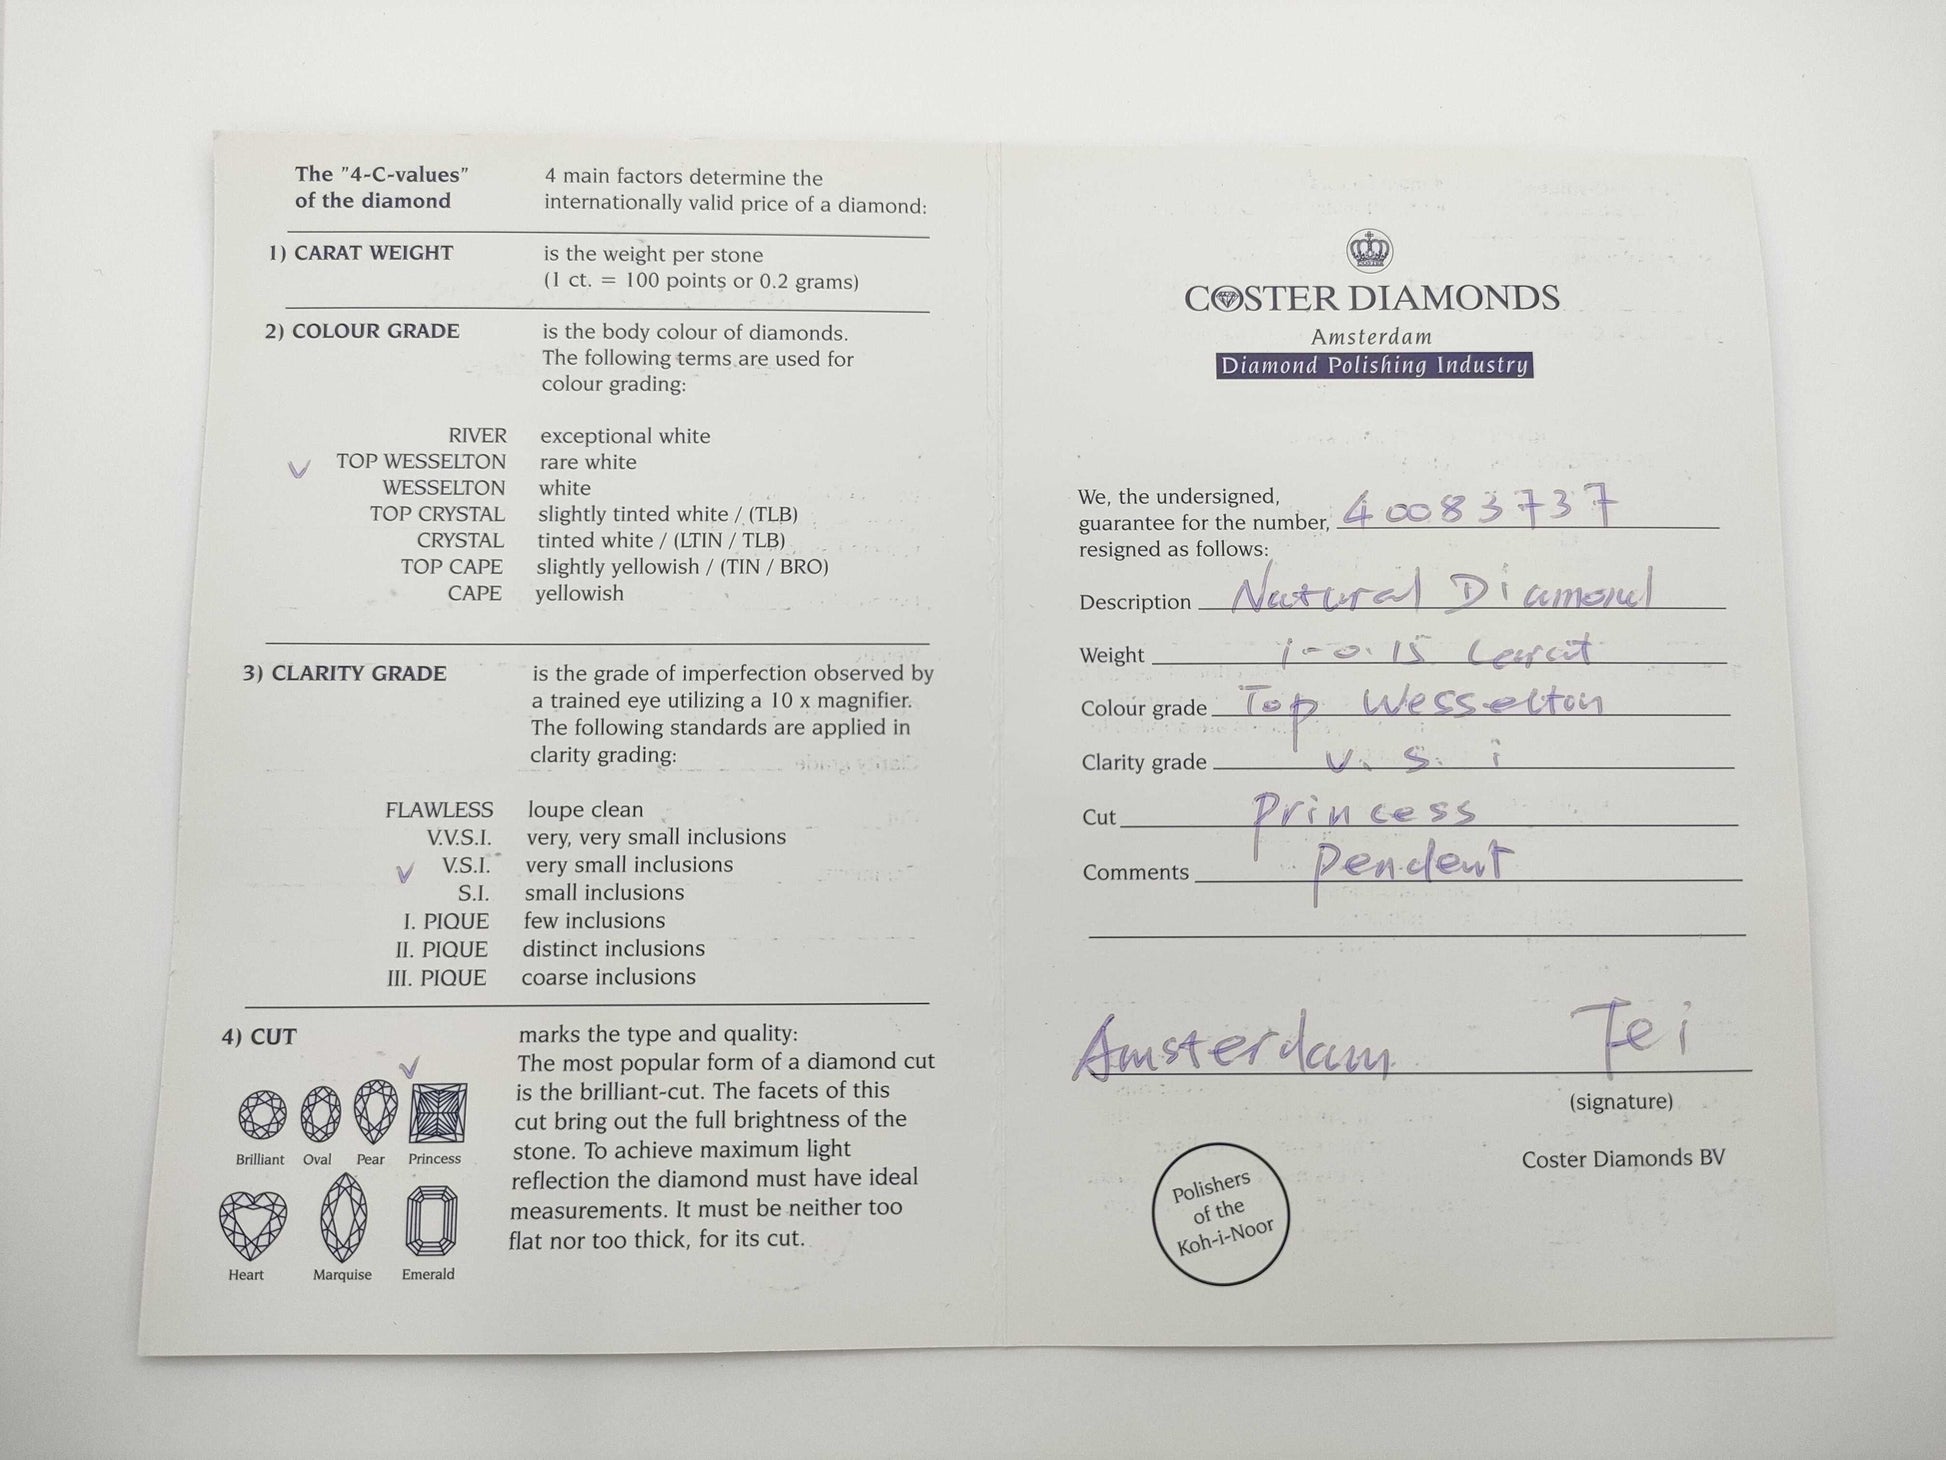 The "4-C-values" 4 main factors determine the
of the diamond internationally valid price of a diamond:
1) CARAT WEIGHT is the weight per stone
(1 ct. = 100 points or 0.2 grams)
2) COLOUR GRADE is the body colour of diamonds.
The following terms are used for
colour grading:
RIVER exceptional white
TOP WESSELTON rare white
WESSELTON white
TOP CRYSTAL slightly tinted white / (TLB)
CRYSTAL tinted white / (LTIN / TLB)
TOP CAPE slightly yellowish / (TIN / BRO)
CAPE yellowish
3) CLARITY GRADE is the grade of imperfection observed by
a trained eye utilizing a 10 x magnifier.
The following standards are applied in
clarity grading:
FLAWLESS loupe clean
V.V.S.I. very, very small inclusions
V.S.I. very small inclusions
S.I. small inclusions
I. PIQUE few inclusions
II. PIQUE distinct inclusions
III. PIQUE coarse inclusions
4) CUT marks the type and quality:
The most popular form of a diamond cut
is the brilliant-cut. The facets of this
cut bring out the full brightness of the
stone. To achieve maximum light
reflection the diamond must have ideal
measurements. It must be neither too
flat nor too thick, for its cut.
Brilliant Oval Pear Princess
Heart Marquise Emerald
COSTER DIAMONDS
Amsterdam
Diamond Polishing Industry
We, the undersigned,
guarantee for the number, 40083737
resigned as follows:
Description Natural Diamond
Weight 1-0.15 Carat
Colour grade Top Wesselton
Clarity grade v. s. i
Cut Princess
Comments Pendent
Amsterdam Tei
(signature)
Coster Diamonds BV
Polishers
of the
Koh-i-Noor